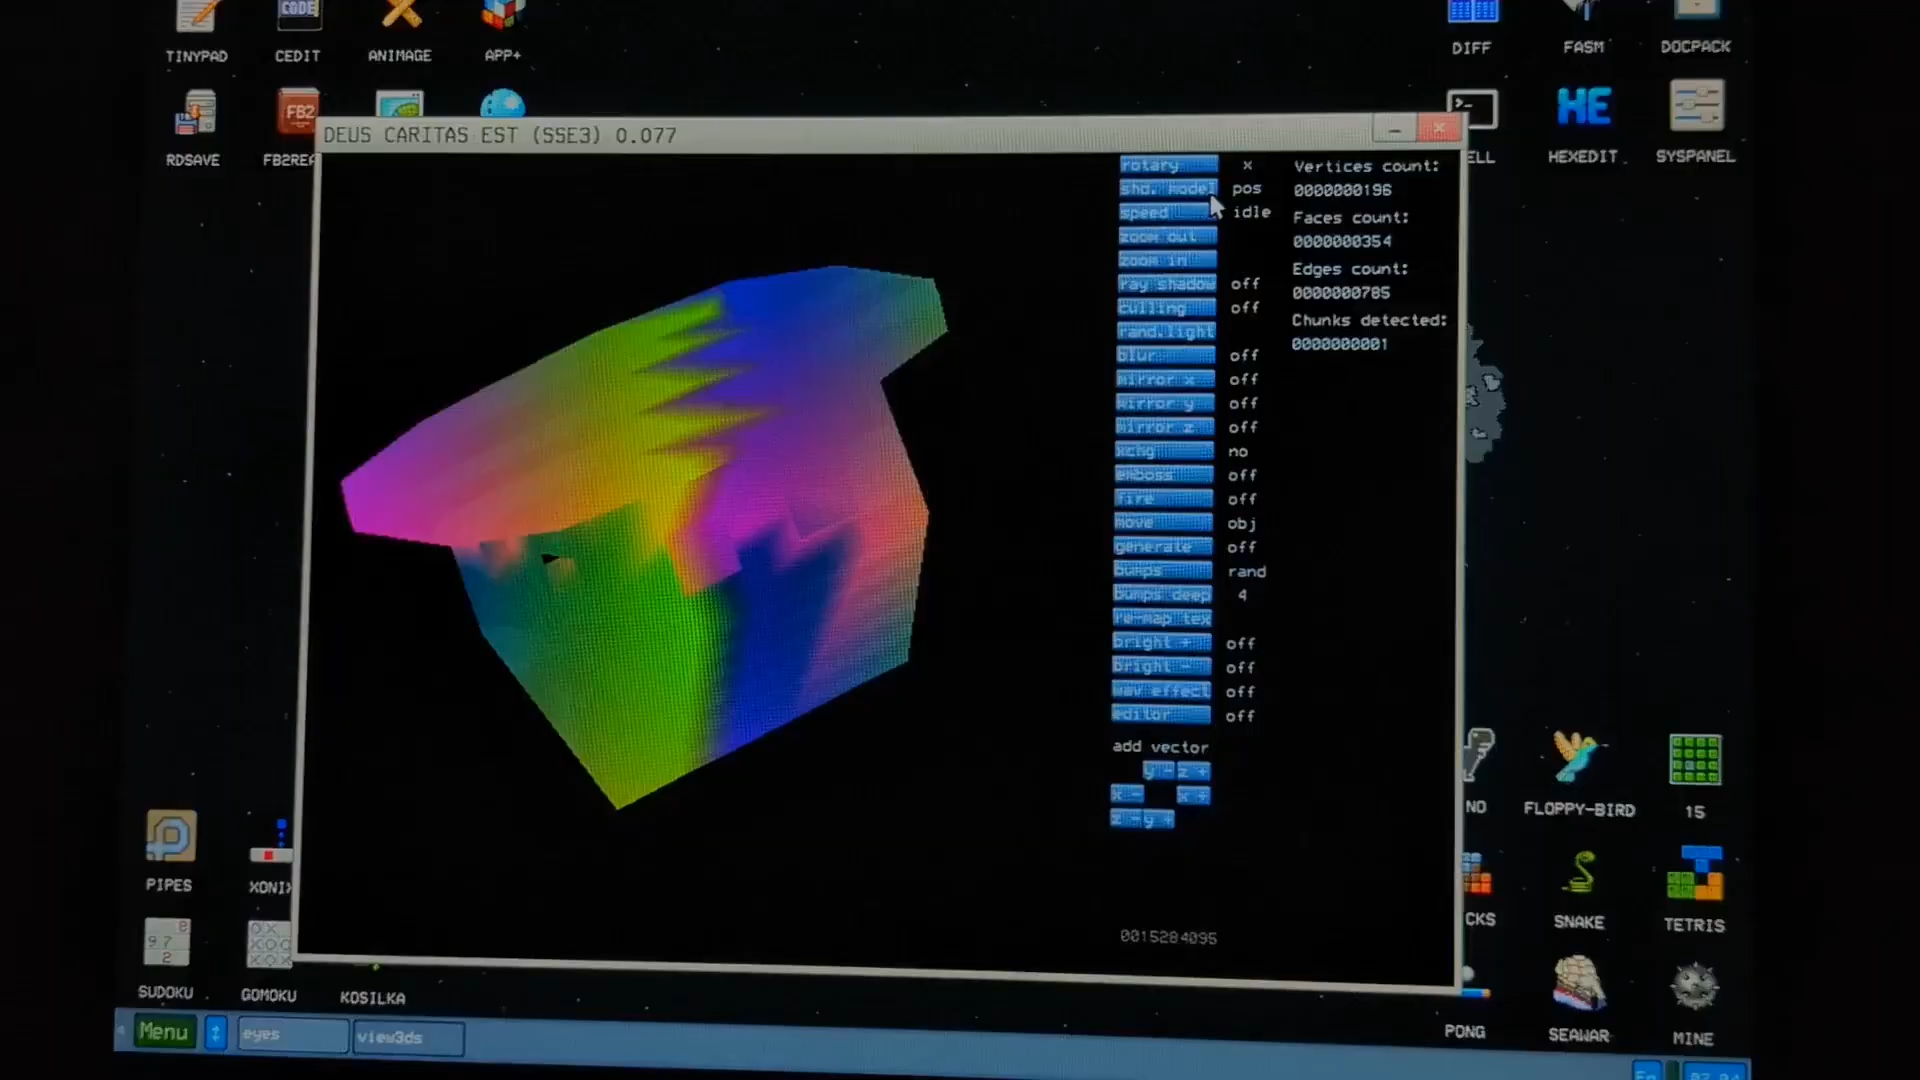 TINYPAD
CEDIT
ANIMAGE
APP+
DIFF
FASM
DOCPACK
CODE
RDSAVE
FB2
HE
HEXEDIT
SYSPANEL
DEUS CARITAS EST (SSE3) 0.077
rotary x
shd. model pos
speed idle
zoom out
zoom in
ray shadow off
culling off
rand.light
blur off
mirror x off
mirror y off
mirror z off
xchg no
emboss off
fire off
move obj
generate off
bumps rand
bumps deep 4
re-map tex
bright + off
bright - off
wav effect off
editor off
add vector
y - z +
x - x +
z - y +
0015284095
Vertices count:
0000000196
Faces count:
0000000354
Edges count:
0000000785
Chunks detected:
0000000001
FLOPPY-BIRD
15
PIPES
SNAKE
TETRIS
SUDOKU
GOMOKU
KOSILKA
PONG
SEAWAR
MINE
Menu
eyes
view3ds
En